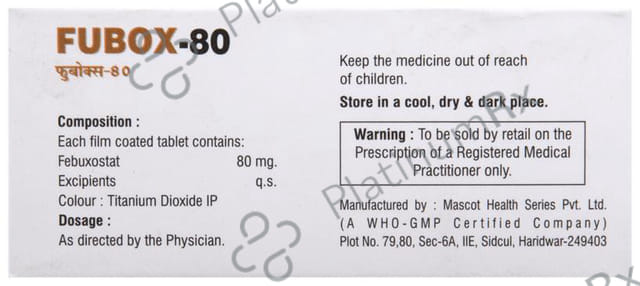 FUBOX-80
फुबोक्स-80
Composition :
Each film coated tablet contains:
Febuxostat 80 mg.
Excipients q.s.
Colour : Titanium Dioxide IP
Dosage :
As directed by the Physician.
Keep the medicine out of reach
of children.
Store in a cool, dry & dark place.
Warning : To be sold by retail on the
Prescription of a Registered Medical
Practitioner only.
Manufactured by : Mascot Health Series Pvt. Ltd.
(A WHO-GMP Certified Company)
Plot No. 79,80, Sec-6A, IIE, Sidcul, Haridwar-249403
PlatinumRx
PlatinumRx